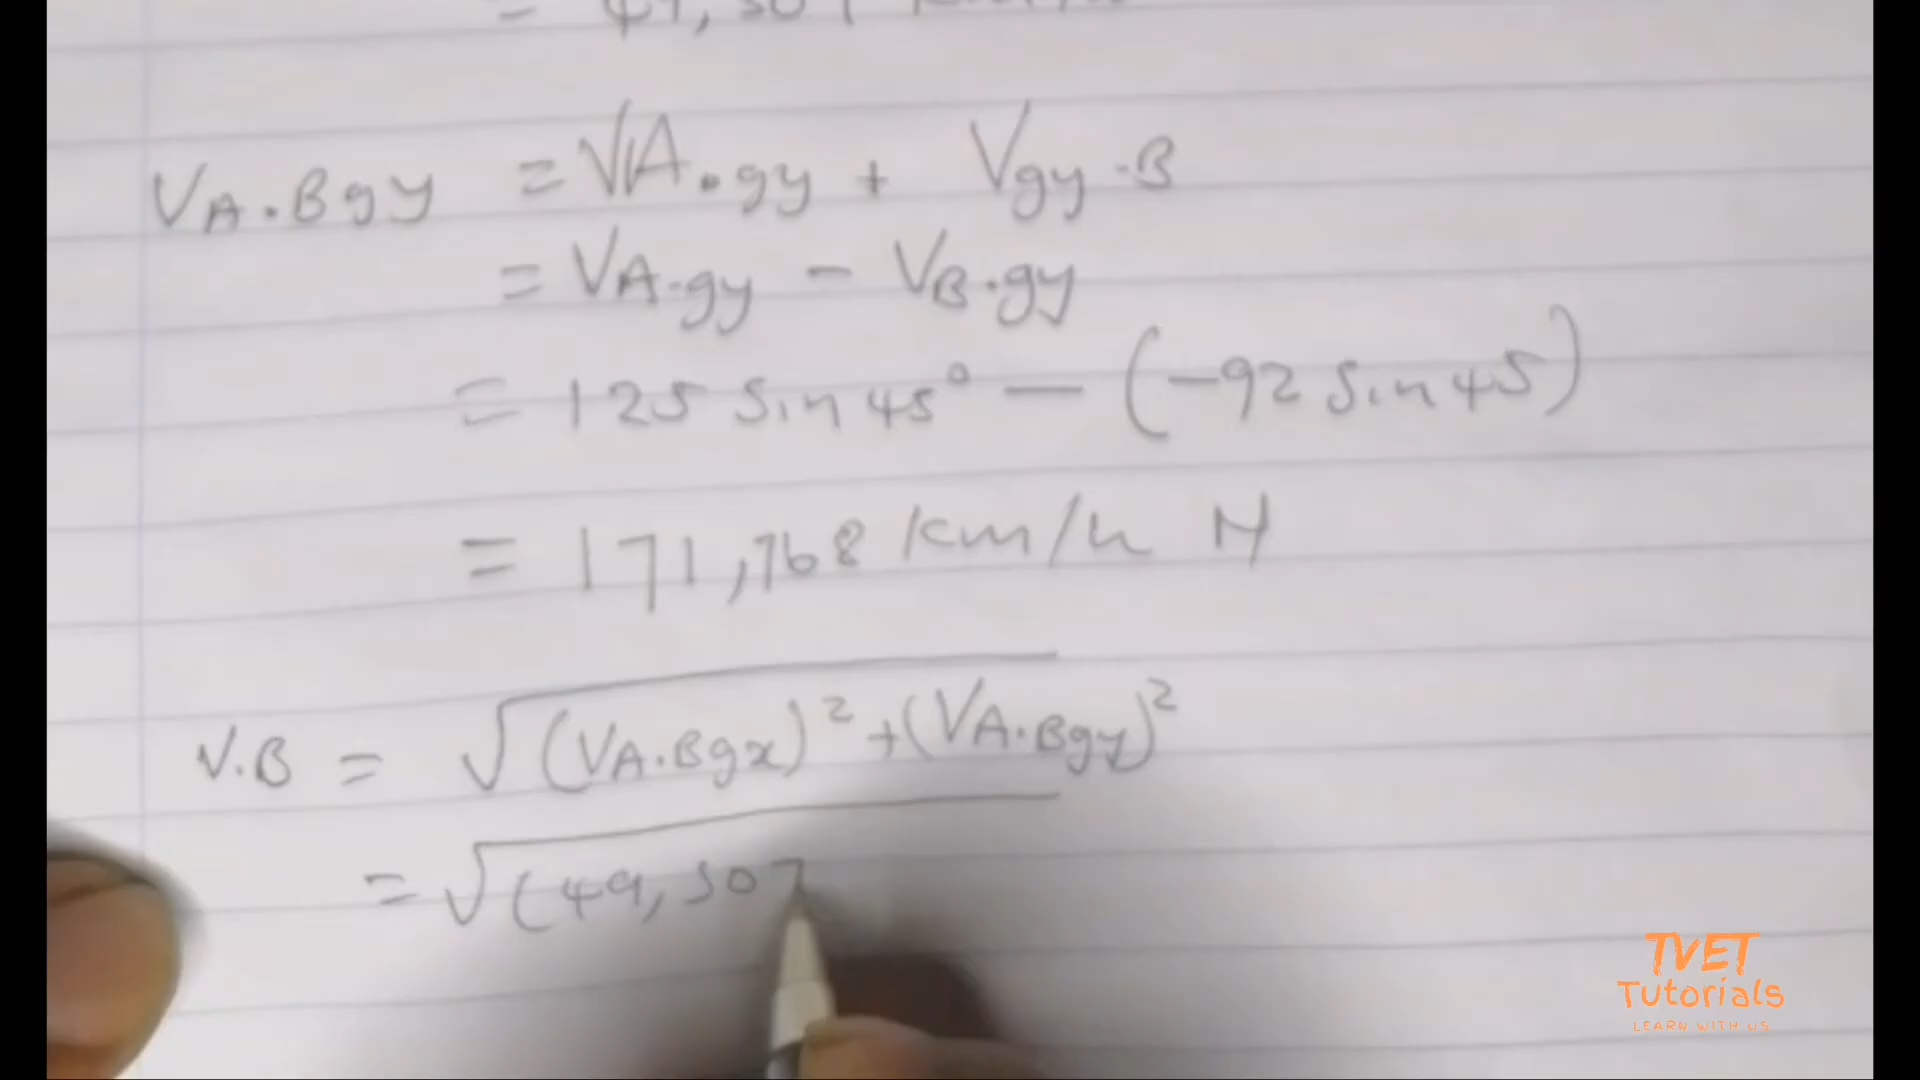 VA.Bgy = VA.gy + Vgy.B
= VA.gy - VB.gy
= 125 Sin 45° - (-92 Sin 45)
= 171,768 km/h N
V.B = √(VA.Bgx)² + (VA.Bgy)²
= √(49,507
TVET
Tutorials
LEARN WITH US